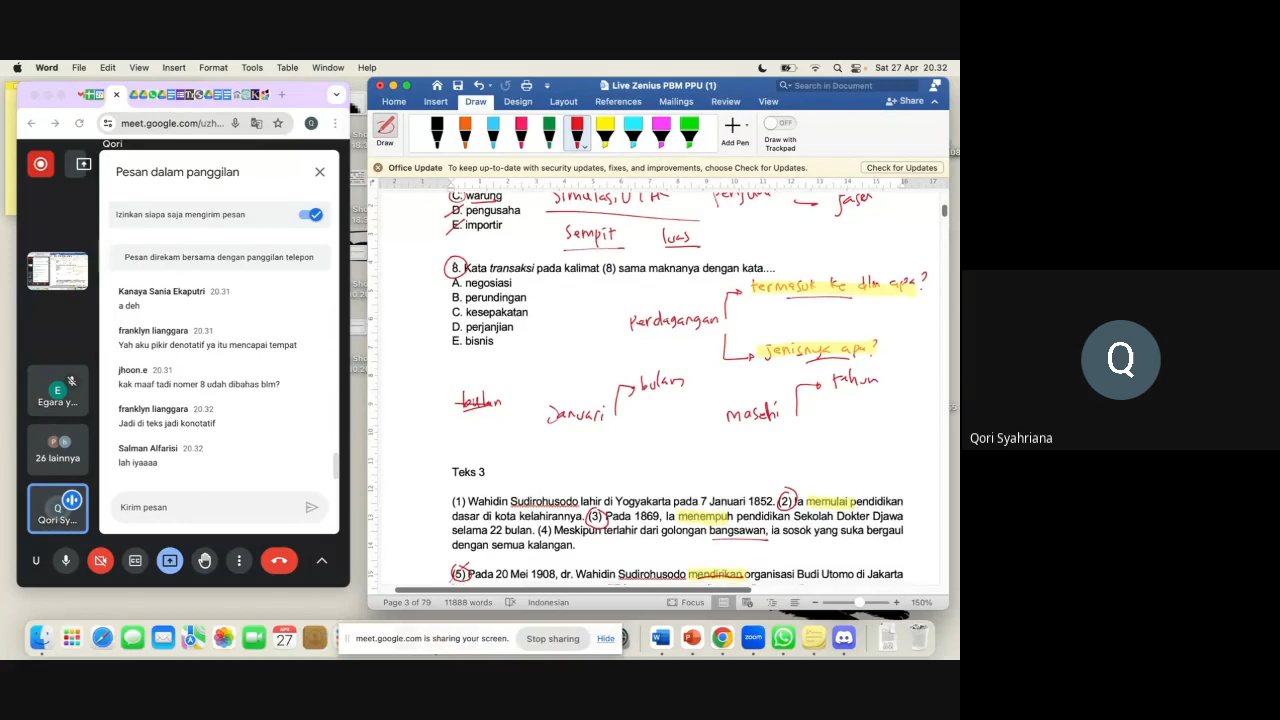 Word File Edit View Insert Format Tools Table Window Help
Sat 27 Apr 20.32
Live Zenius PBM PPU (1)
Search in Document
Home Insert Draw Design Layout References Mailings Review View
Share
meet.google.com/uzh...
Q
Draw
Add Pen
OFF
Draw with Trackpad
Office Update To keep up-to-date with security updates, fixes, and improvements, choose Check for Updates.
Check for Updates
Qori
Pesan dalam panggilan
Izinkan siapa saja mengirim pesan
Pesan direkam bersama dengan panggilan telepon
Kanaya Sania Ekaputri 20.31
a deh
franklyn lianggara 20.31
Yah aku pikir denotatif ya itu mencapai tempat
jhoon.e 20.31
kak maaf tadi nomer 8 udah dibahas blm?
franklyn lianggara 20.32
Jadi di teks jadi konotatif
Salman Alfarisi 20.32
lah iyaaaa
Kirim pesan
E
Egara y...
P h
26 lainnya
Q
Qori Sy...
C. warung
D. pengusaha
E. importir
Sempit luas
8. Kata transaksi pada kalimat (8) sama maknanya dengan kata....
A. negosiasi
B. perundingan
C. kesepakatan
D. perjanjian
E. bisnis
termasuk ke dlm apa?
Perdagangan
jenisnya apa?
bulan
Januari
bulan
masehi
tahun
Teks 3
(1) Wahidin Sudirohusodo lahir di Yogyakarta pada 7 Januari 1852. (2) Ia memulai pendidikan
dasar di kota kelahirannya. (3) Pada 1869, Ia menempuh pendidikan Sekolah Dokter Djawa
selama 22 bulan. (4) Meskipun terlahir dari golongan bangsawan, ia sosok yang suka bergaul
dengan semua kalangan.
(5) Pada 20 Mei 1908, dr. Wahidin Sudirohusodo mendirikan organisasi Budi Utomo di Jakarta
Page 3 of 79 11888 words Indonesian Focus 150%
meet.google.com is sharing your screen. Stop sharing Hide
APR
27
zoom
Q
Qori Syahriana